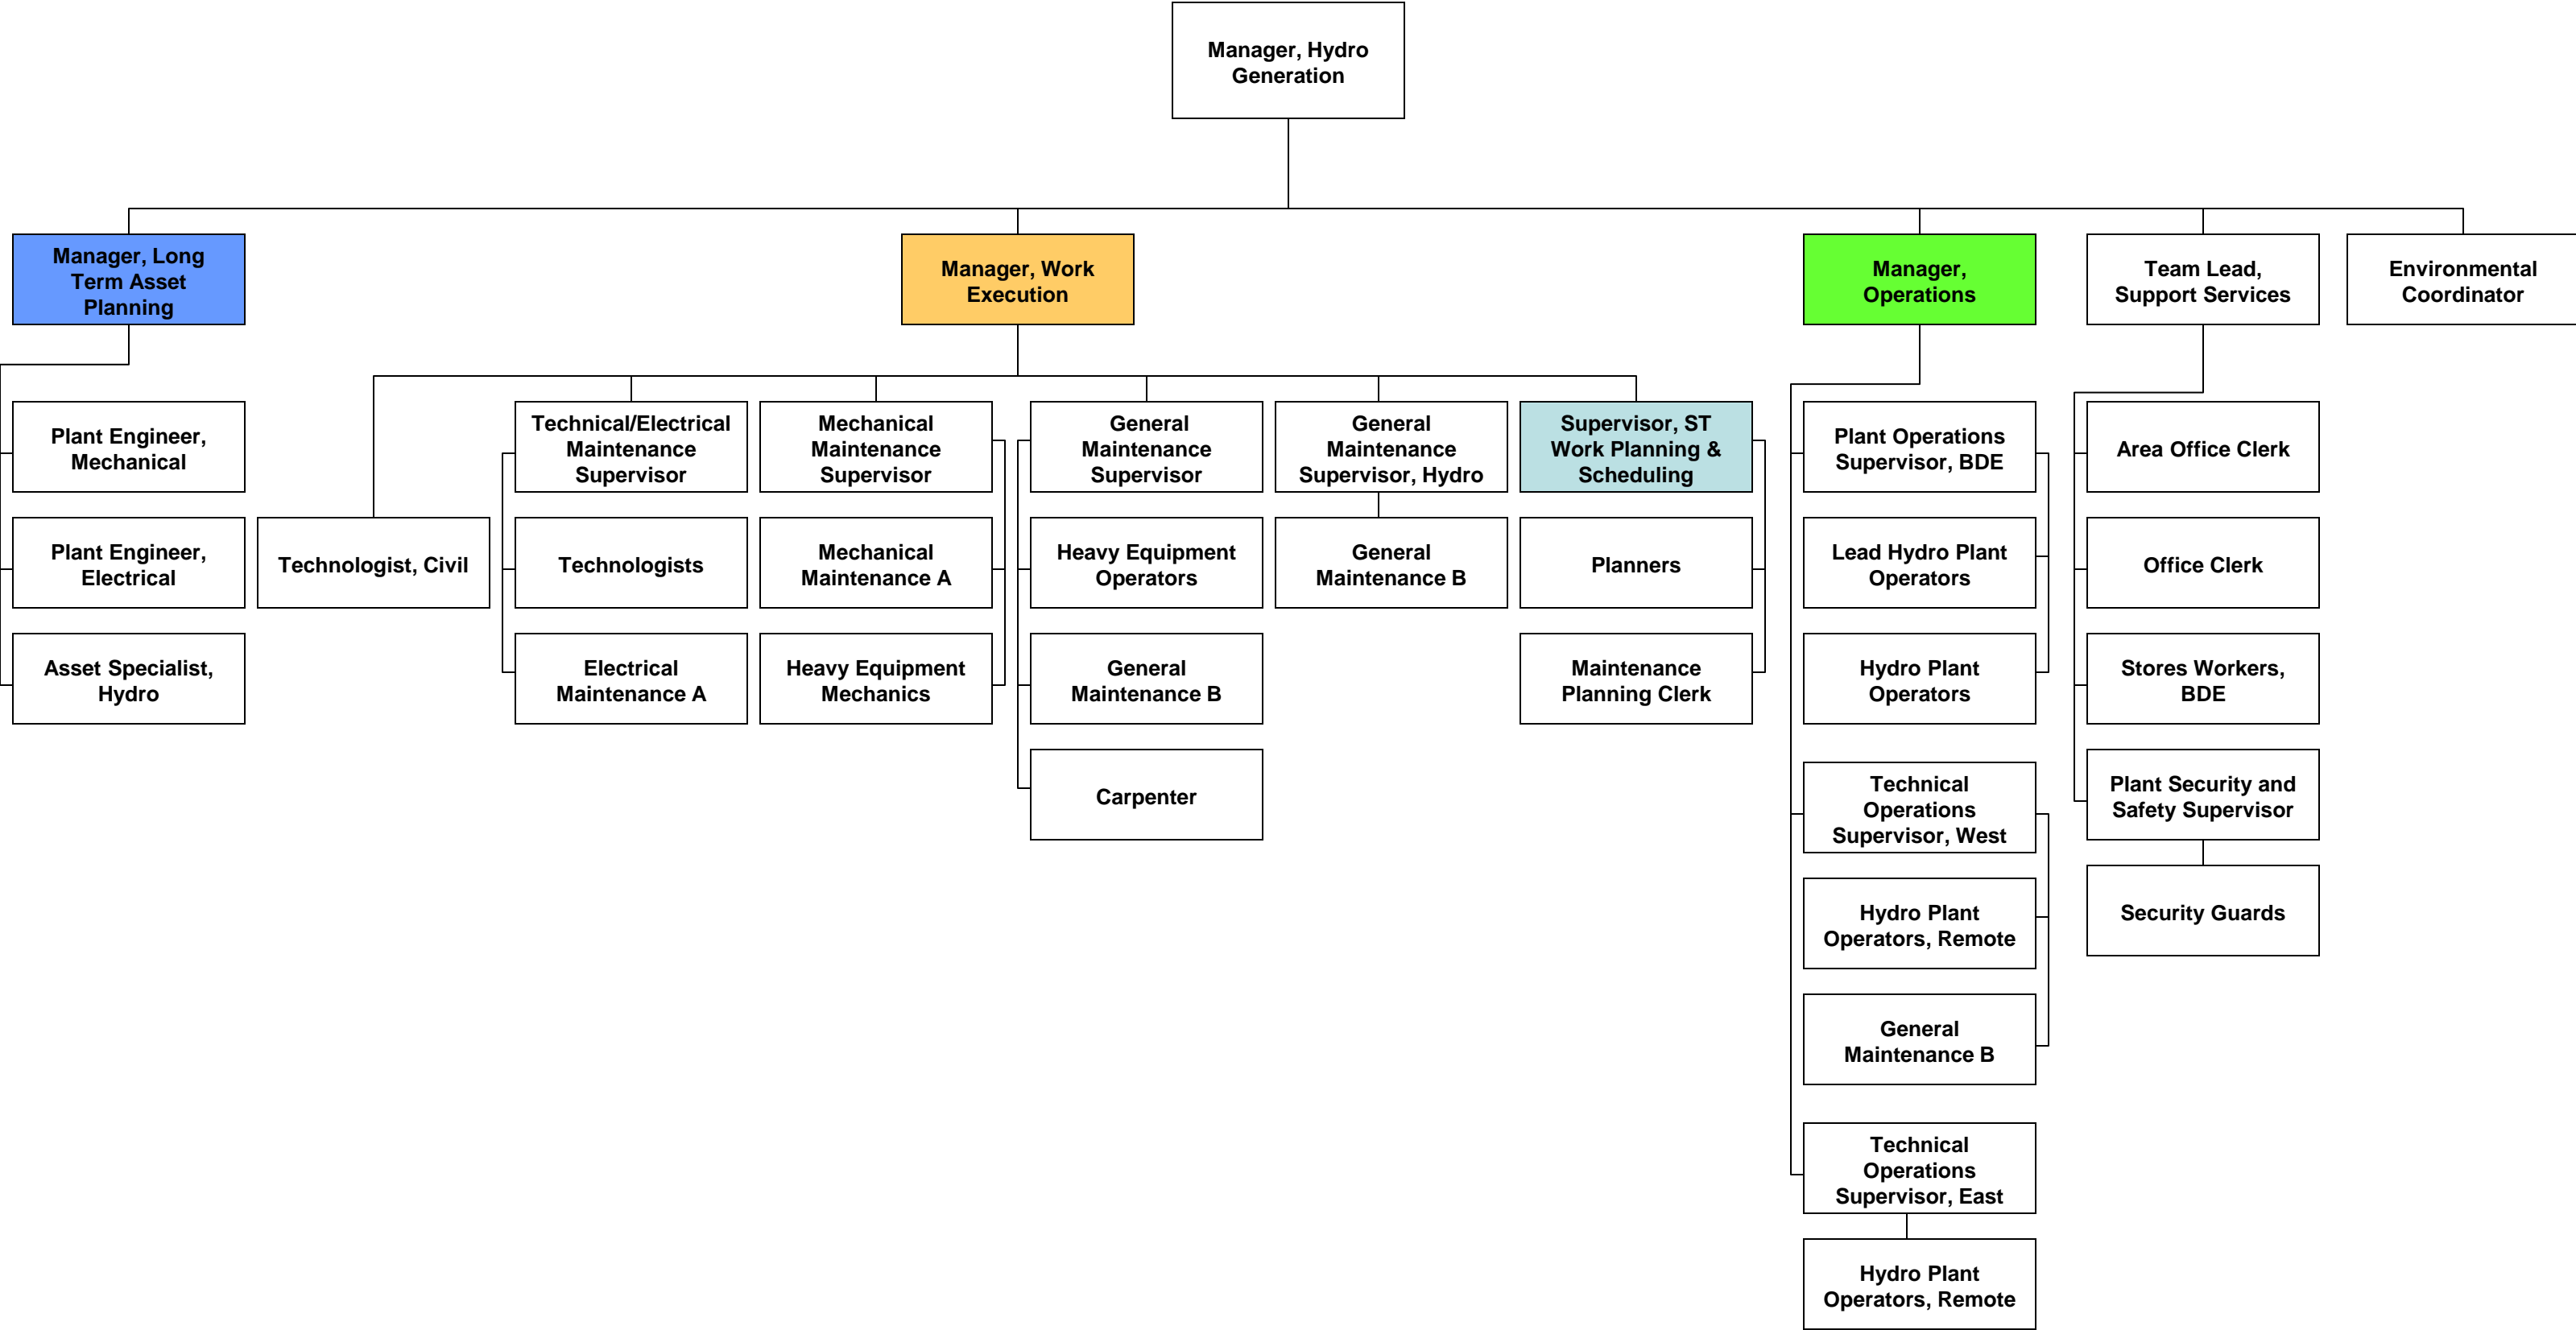 Manager, Hydro
Generation
Manager, Long
Term Asset
Planning
Manager, Work
Execution
Manager,
Operations
Team Lead,
Support Services
Environmental
Coordinator
Plant Engineer,
Mechanical
Plant Engineer,
Electrical
Asset Specialist,
Hydro
Technologist, Civil
Technical/Electrical
Maintenance
Supervisor
Technologists
Electrical
Maintenance A
Mechanical
Maintenance
Supervisor
Mechanical
Maintenance A
Heavy Equipment
Mechanics
General
Maintenance
Supervisor
Heavy Equipment
Operators
General
Maintenance B
Carpenter
General
Maintenance
Supervisor, Hydro
General
Maintenance B
Supervisor, ST
Work Planning &
Scheduling
Planners
Maintenance
Planning Clerk
Plant Operations
Supervisor, BDE
Lead Hydro Plant
Operators
Hydro Plant
Operators
Technical
Operations
Supervisor, West
Hydro Plant
Operators, Remote
General
Maintenance B
Technical
Operations
Supervisor, East
Hydro Plant
Operators, Remote
Area Office Clerk
Office Clerk
Stores Workers,
BDE
Plant Security and
Safety Supervisor
Security Guards